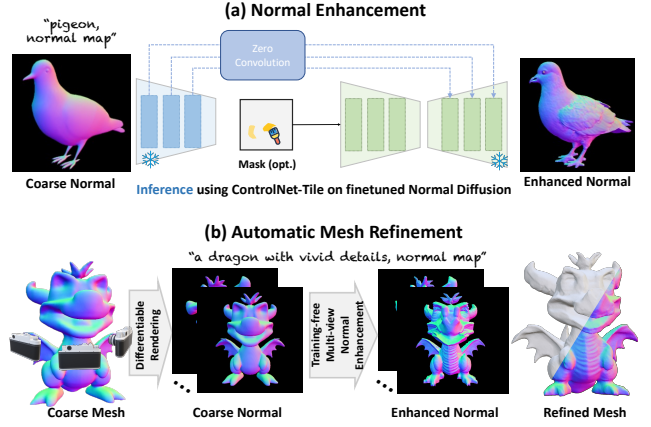 (a) Normal Enhancement
"pigeon,
normal map"
Zero
Convolution
Mask (opt.)
Coarse Normal
Inference using ControlNet-Tile on finetuned Normal Diffusion
Enhanced Normal
(b) Automatic Mesh Refinement
"a dragon with vivid details, normal map"
Differentiable
Rendering
Training-free
Multi-view
Normal
Enhancement
Coarse Mesh
Coarse Normal
Enhanced Normal
Refined Mesh